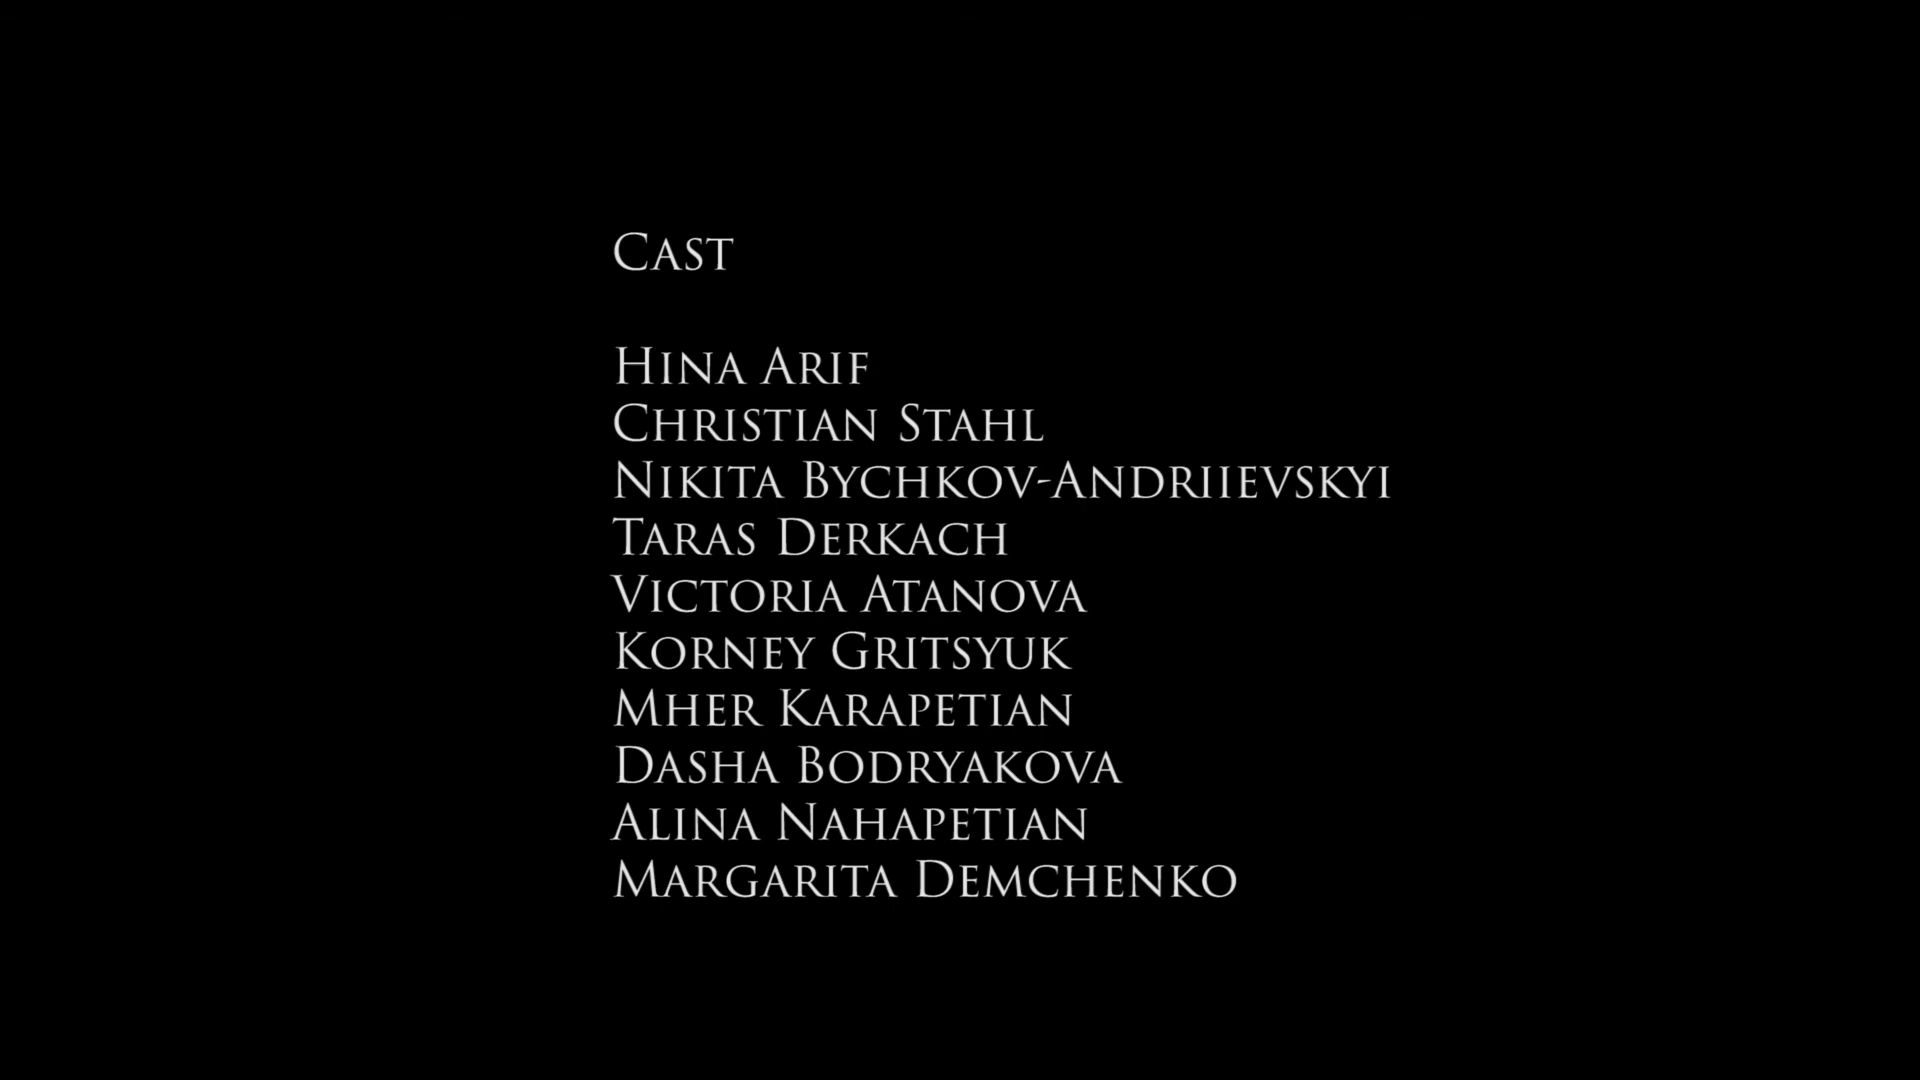 Cast
Hina Arif
Christian Stahl
Nikita Bychkov-Andriievskyi
Taras Derkach
Victoria Atanova
Korney Gritsyuk
Mher Karapetian
Dasha Bodryakova
Alina Nahapetian
Margarita Demchenko